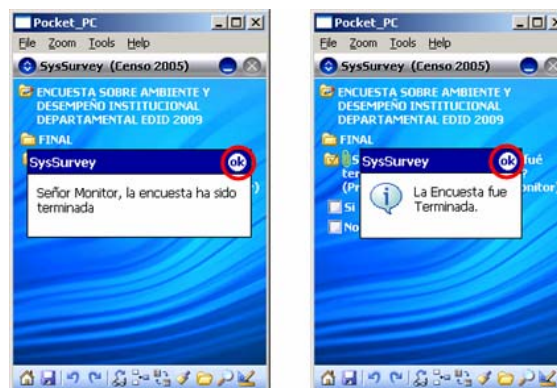 Pocket_PC
File Zoom Tools Help
SysSurvey (Censo 2005)
ENCUESTA SOBRE AMBIENTE Y
DESEMPEÑO INSTITUCIONAL
DEPARTAMENTAL EDID 2009
FINAL
SysSurvey ok
Señor Monitor, la encuesta ha sido
terminada
Pocket_PC
File Zoom Tools Help
SysSurvey (Censo 2005)
ENCUESTA SOBRE AMBIENTE Y
DESEMPEÑO INSTITUCIONAL
DEPARTAMENTAL EDID 2009
FINAL
SysSurvey ok
fué
La Encuesta fue
Terminada.
Si
No